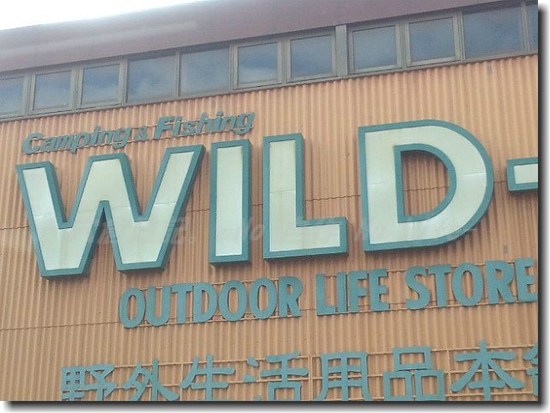 Camping & Fishing
WILD-
OUTDOOR LIFE STORE
野外生活用品本